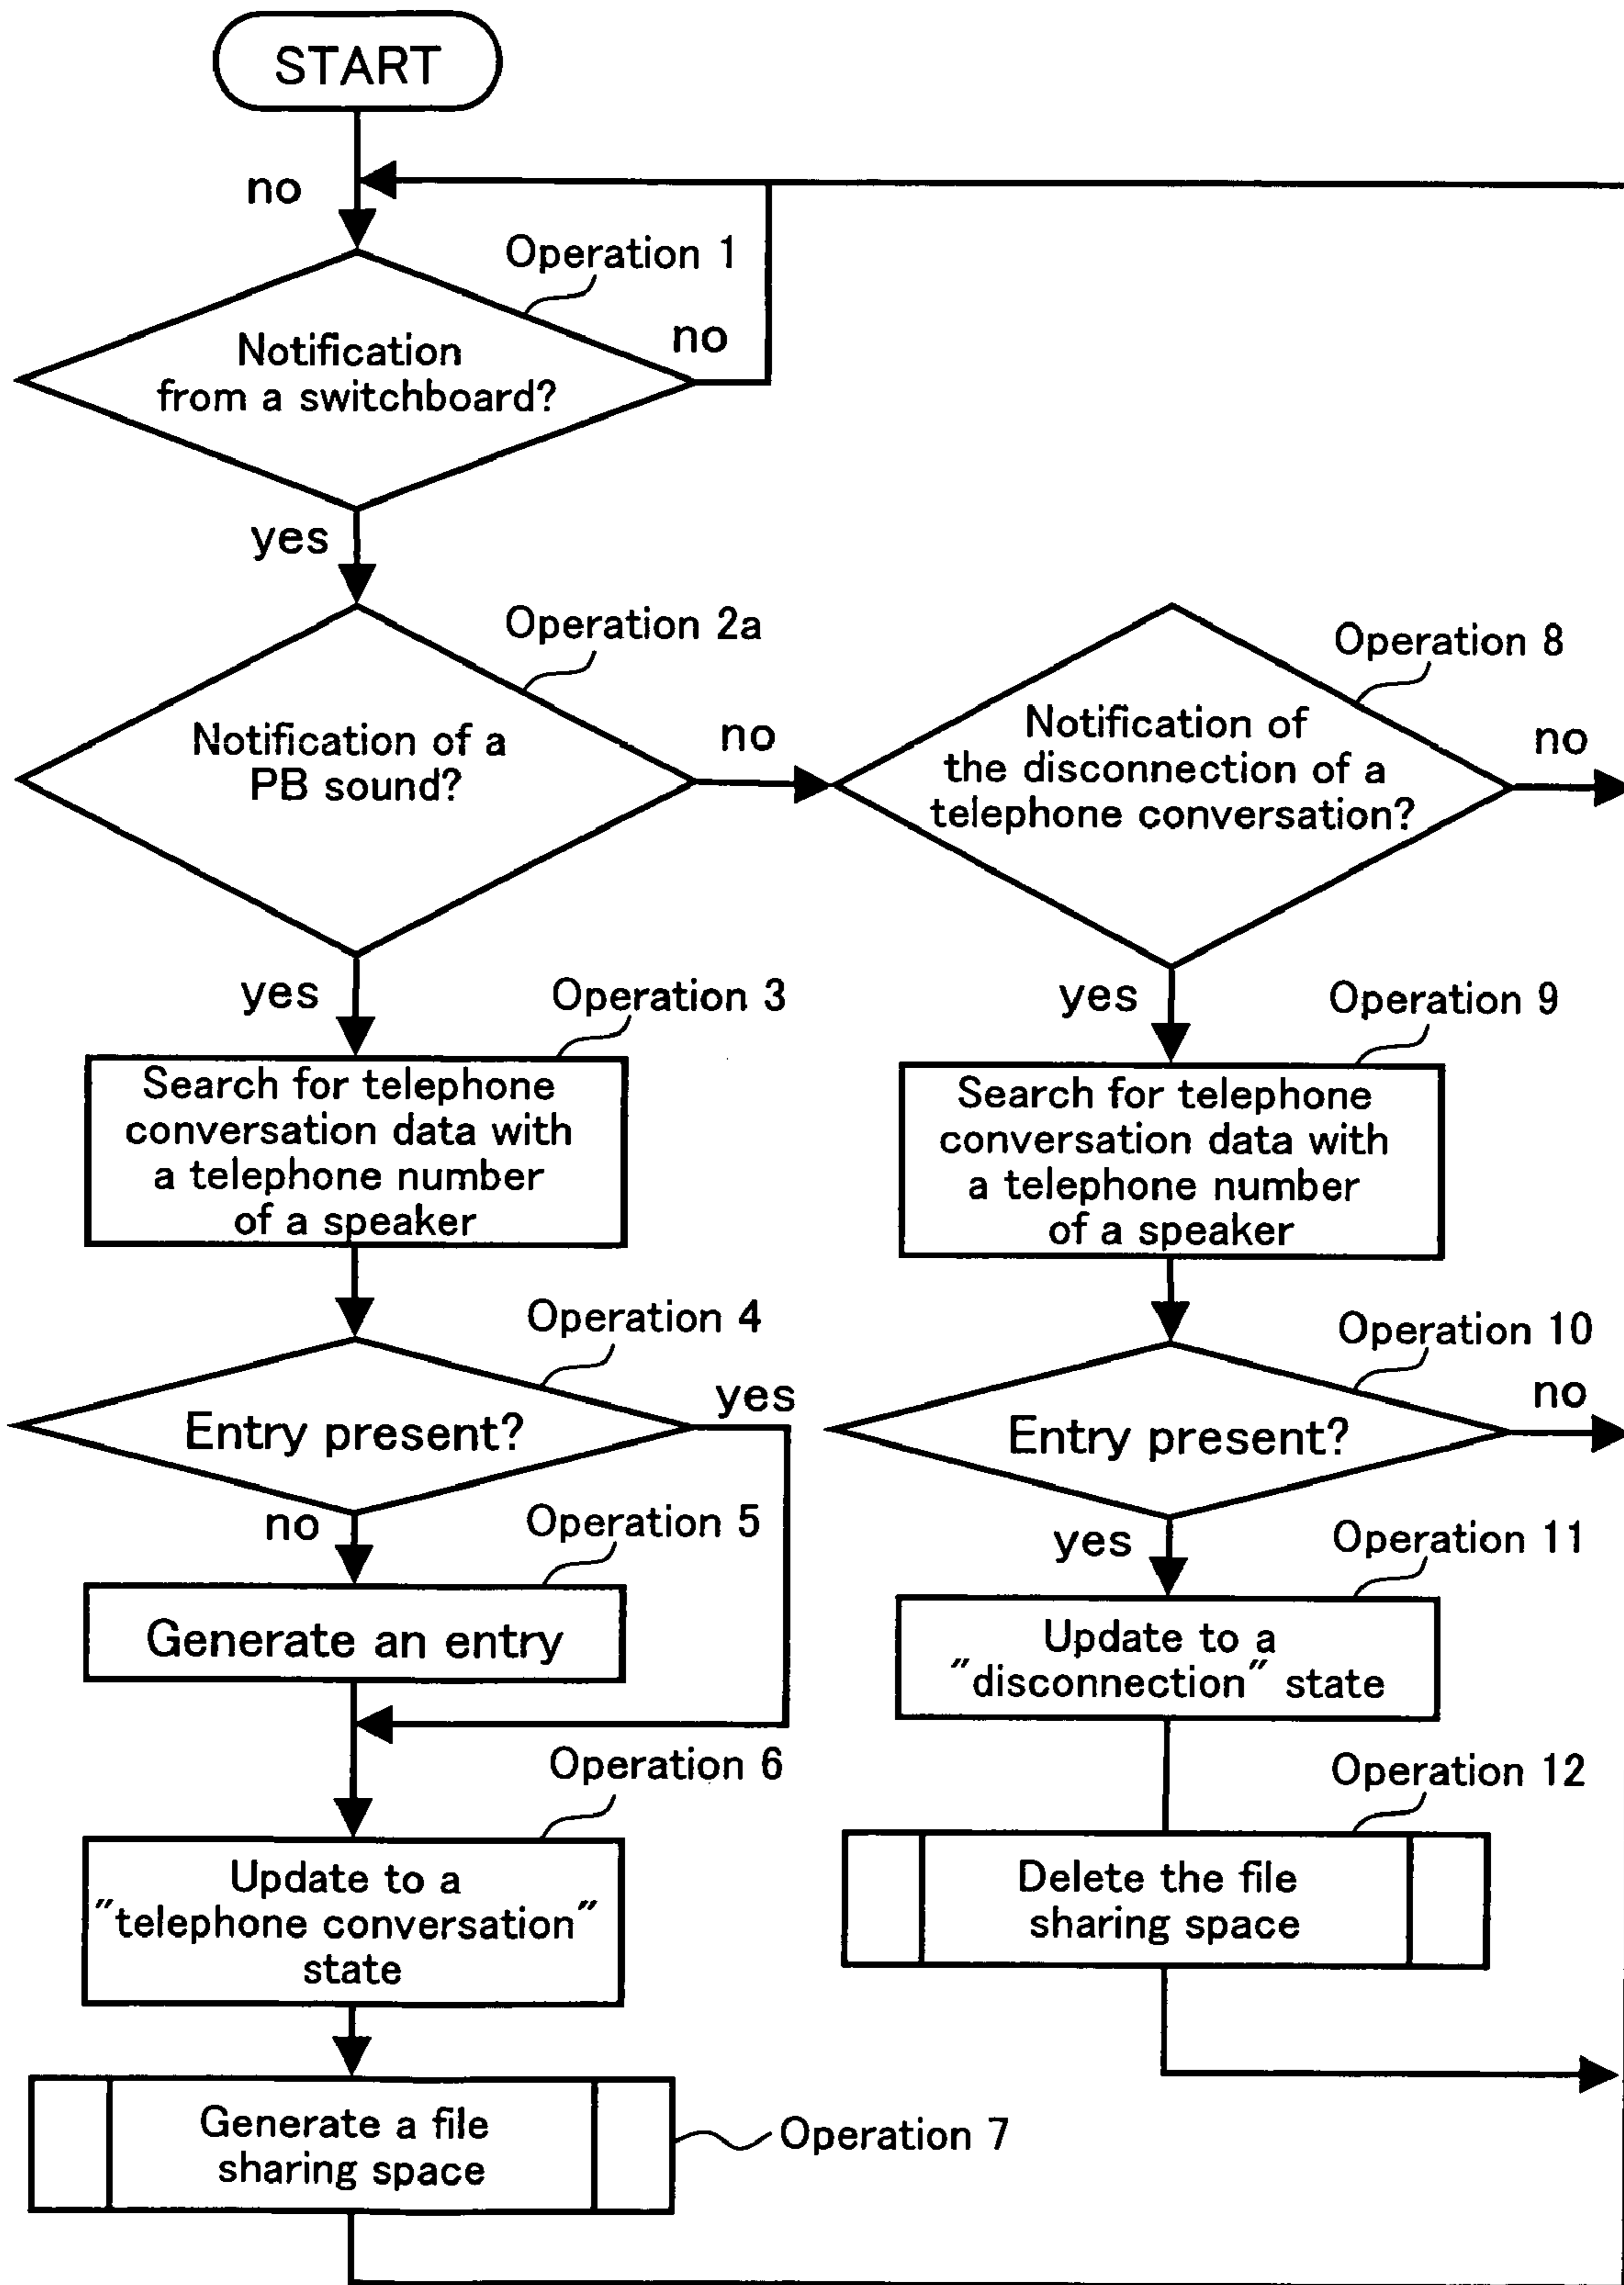 START
no
Operation 1
Notification
from a switchboard?
no
yes
Operation 2a
Notification of a
PB sound?
no
Operation 8
Notification of
the disconnection of a
telephone conversation?
no
yes
Operation 3
Search for telephone
conversation data with
a telephone number
of a speaker
yes
Operation 9
Search for telephone
conversation data with
a telephone number
of a speaker
Operation 4
Entry present?
yes
no
Operation 10
Entry present?
no
yes
Operation 5
Generate an entry
Operation 11
Update to a
"disconnection" state
Operation 6
Update to a
"telephone conversation"
state
Operation 12
Delete the file
sharing space
Generate a file
sharing space
Operation 7